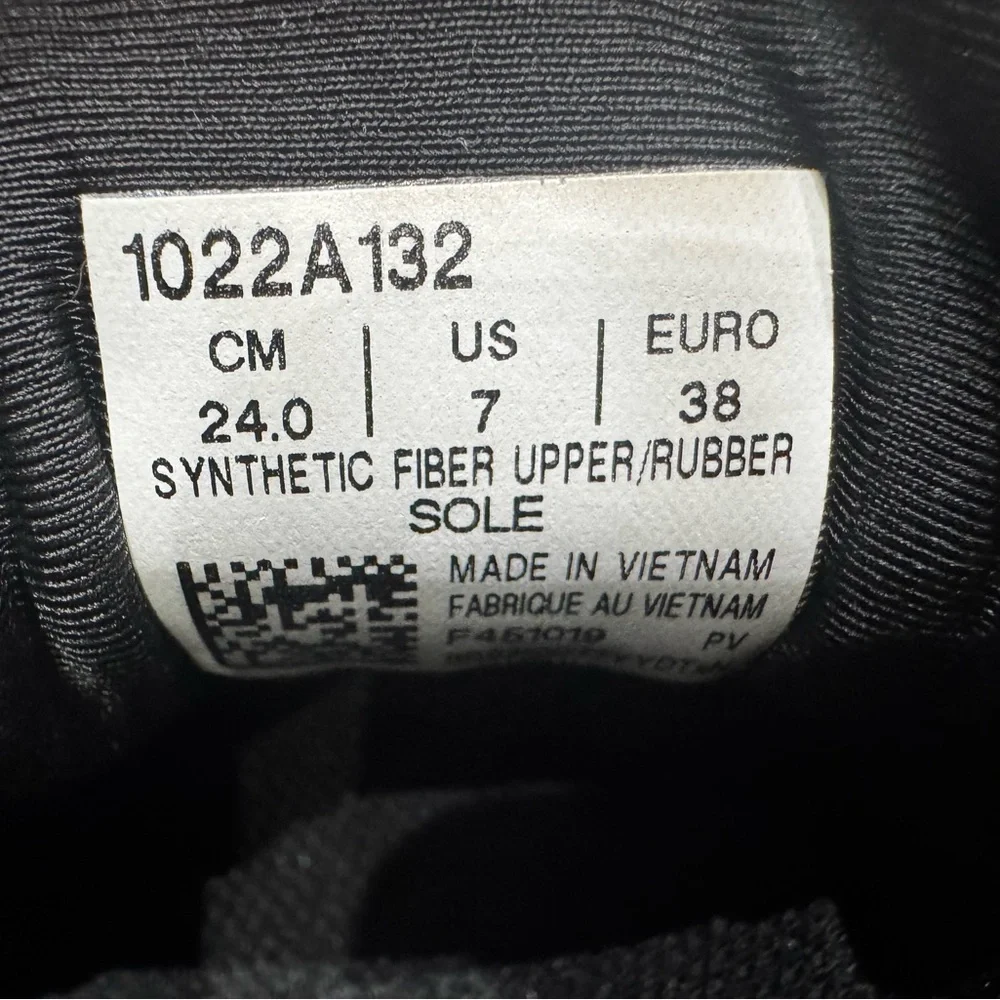 1022A132
CM US EURO
24.0 7 38
SYNTHETIC FIBER UPPER/RUBBER
SOLE
MADE IN VIETNAM
FABRIQUE AU VIETNAM
PV